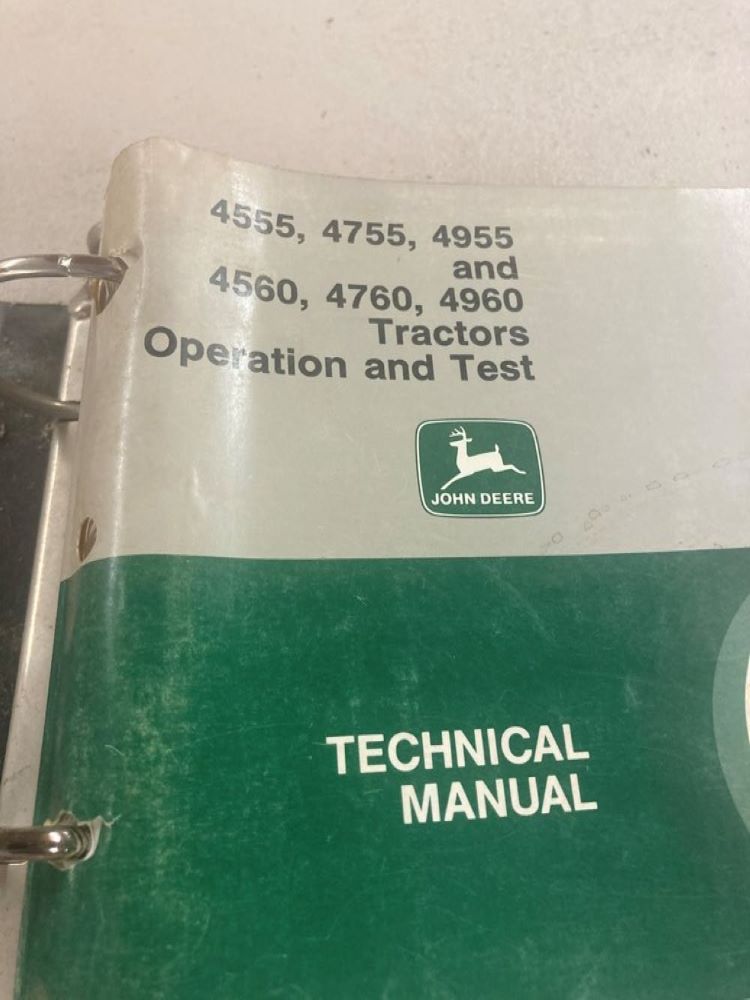 4555, 4755, 4955
and
4560, 4760, 4960
Tractors
Operation and Test
JOHN DEERE
TECHNICAL
MANUAL